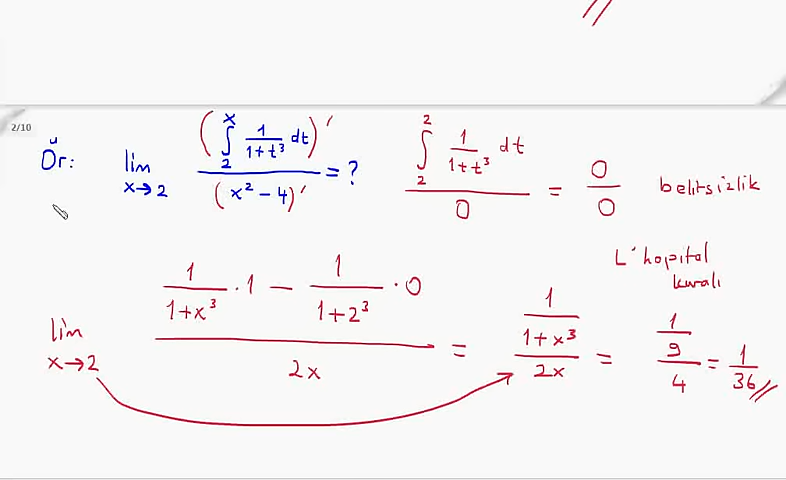 2/10
Ör: lim x→2 (∫₂ˣ 1/(1+t³) dt)′ / (x² − 4)′ = ? ∫₂² 1/(1+t³) dt / 0 = 0/0 belirsizlik
L'hopital
kuralı
lim x→2 (1/(1+x³) · 1 − 1/(1+2³) · 0) / 2x = (1/(1+x³)) / 2x = (1/9) / 4 = 1/36